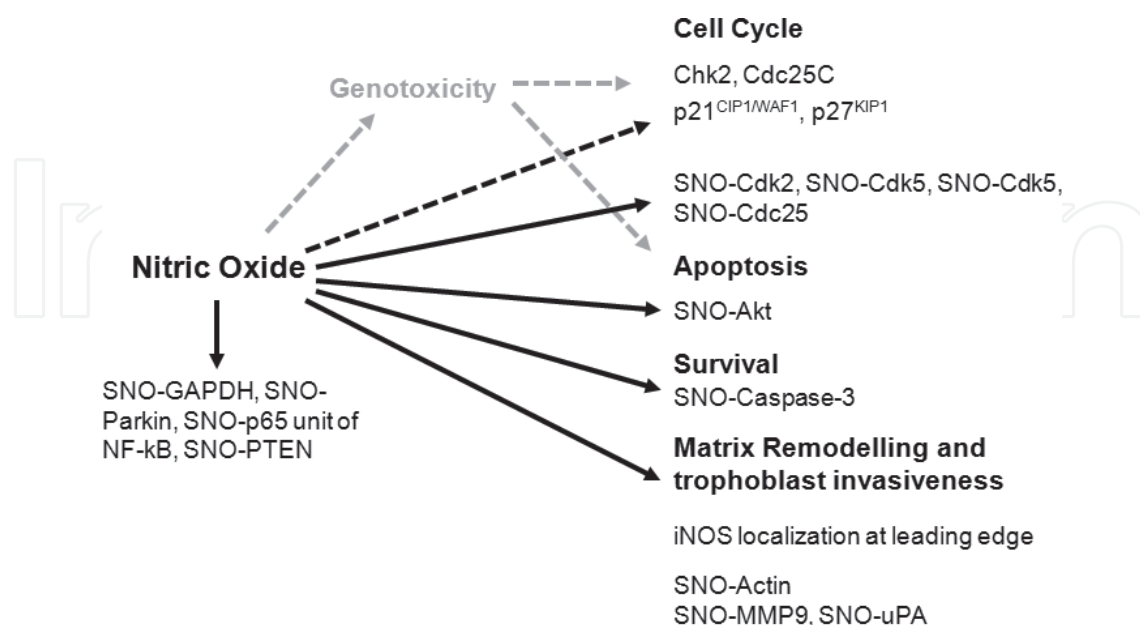 Cell Cycle
Genotoxicity
Chk2, Cdc25C
p21CIP1/WAF1, p27KIP1
SNO-Cdk2, SNO-Cdk5, SNO-Cdk5,
SNO-Cdc25
Nitric Oxide
Apoptosis
SNO-Akt
Survival
SNO-Caspase-3
SNO-GAPDH, SNO-
Parkin, SNO-p65 unit of
NF-kB, SNO-PTEN
Matrix Remodelling and
trophoblast invasiveness
iNOS localization at leading edge
SNO-Actin
SNO-MMP9, SNO-uPA